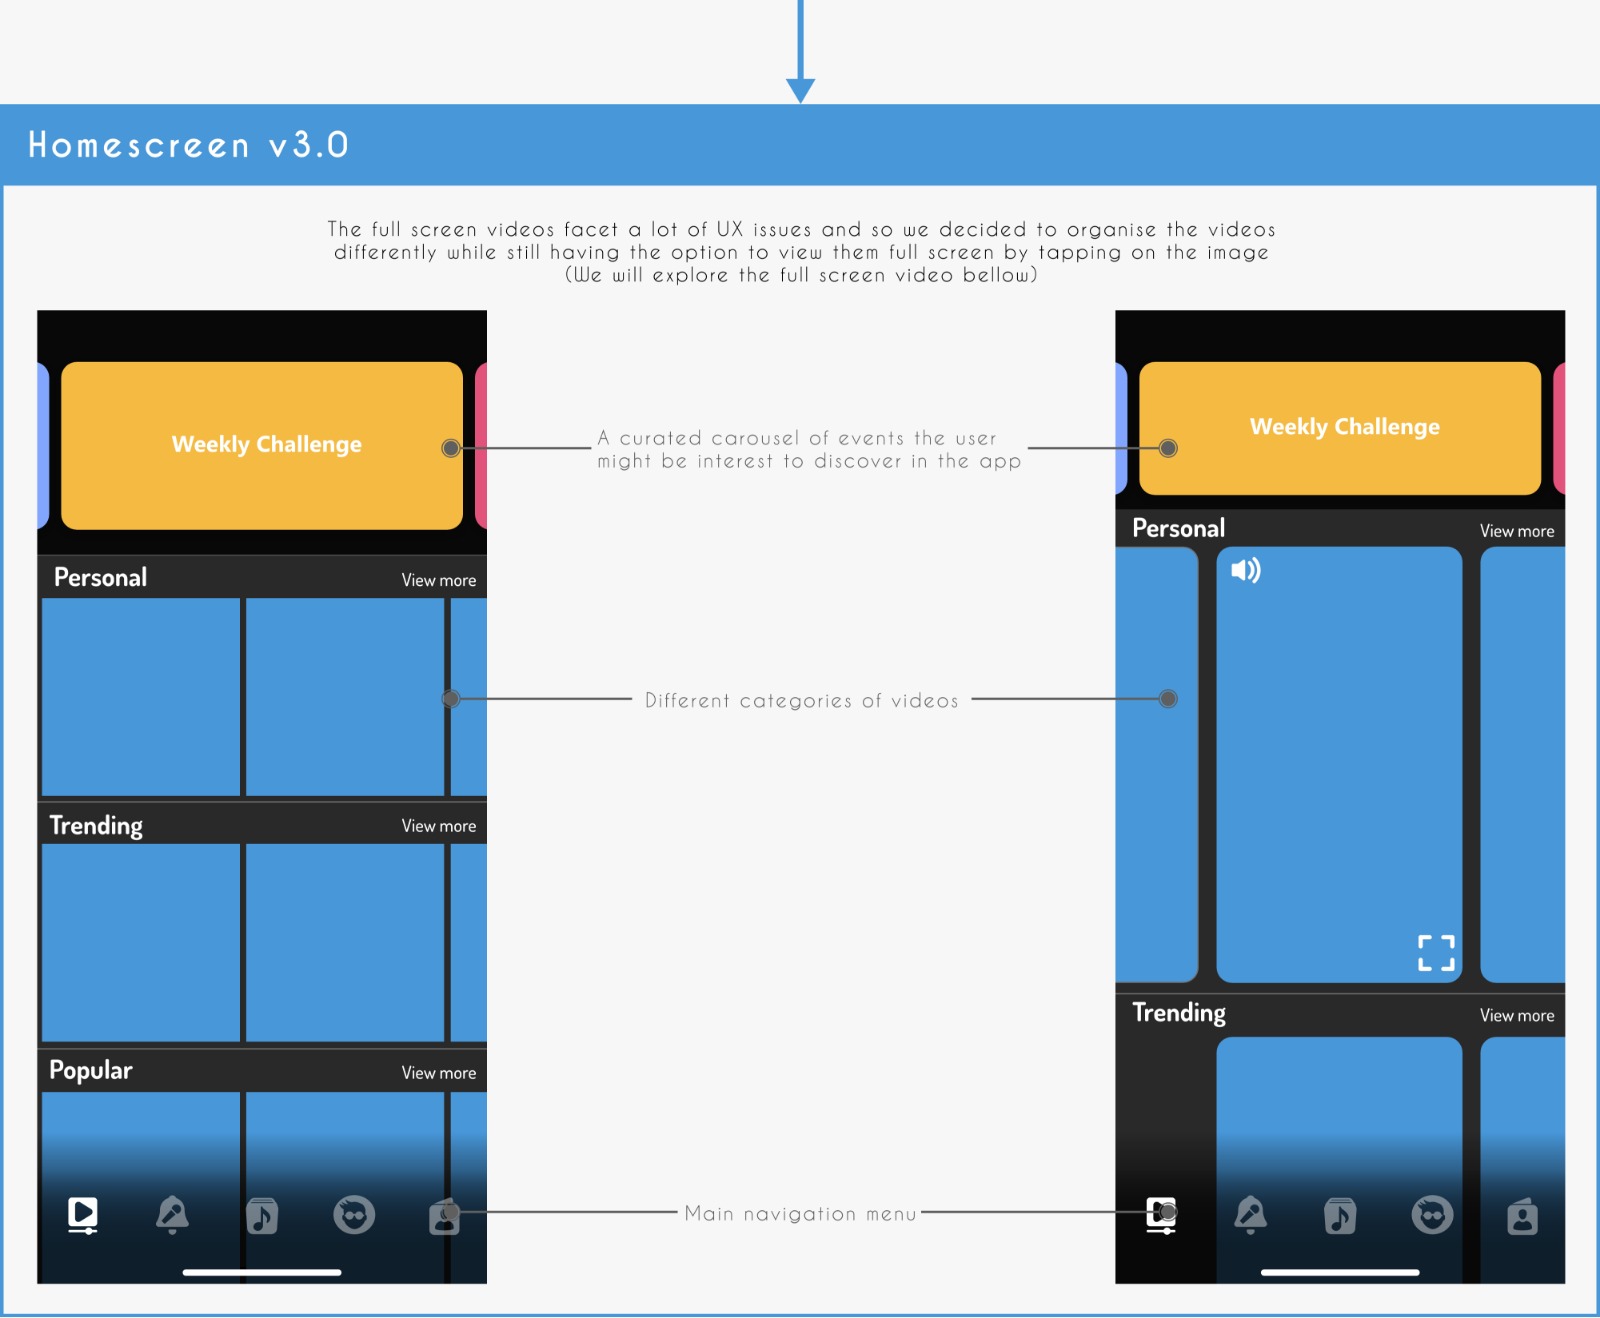 Homescreen v3.0
The full screen videos facet a lot of UX issues and so we decided to organise the videos
differently while still having the option to view them full screen by tapping on the image
(We will explore the full screen video bellow)
Weekly Challenge
A curated carousel of events the user
might be interest to discover in the app
Weekly Challenge
Personal
View more
Personal
View more
Different categories of videos
Trending
View more
Trending
View more
Popular
View more
Main navigation menu